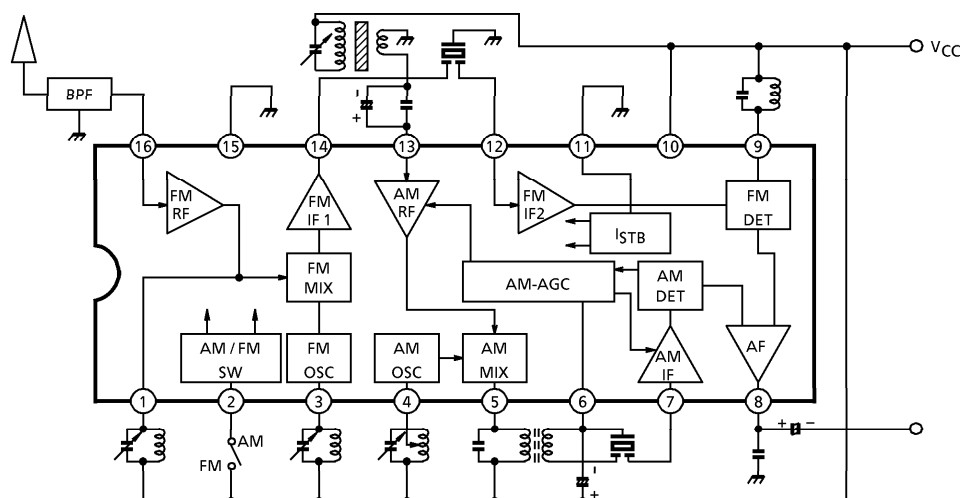 VCC
BPF
-
+
16
15
14
13
12
11
10
9
FM
RF
FM
IF 1
AM
RF
FM
IF2
FM
DET
ISTB
FM
MIX
AM-AGC
AM
DET
AM / FM
SW
FM
OSC
AM
OSC
AM
MIX
AM
IF
AF
1
2
3
4
5
6
7
8
+ -
AM
FM
-
+